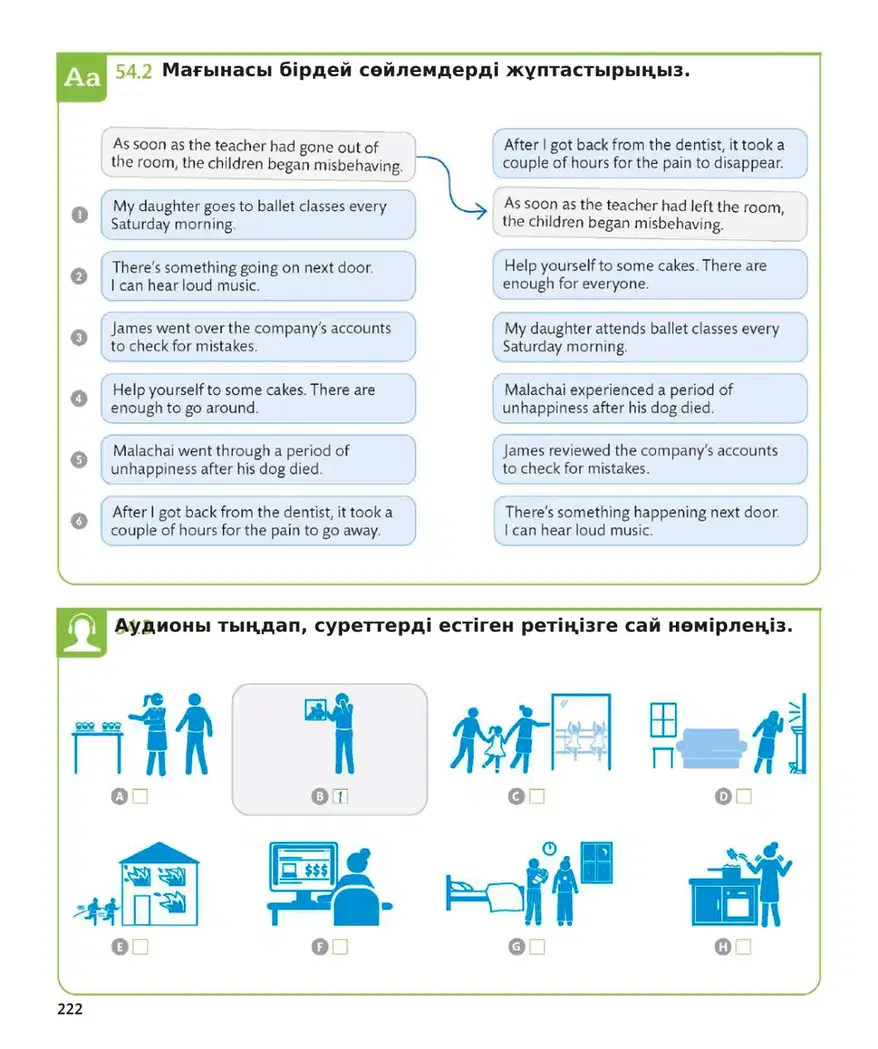 Aa 54.2 Мағынасы бірдей сөйлемдерді жұптастырыңыз.
As soon as the teacher had gone out of
the room, the children began misbehaving.
1 My daughter goes to ballet classes every
Saturday morning.
2 There's something going on next door.
I can hear loud music.
3 James went over the company's accounts
to check for mistakes.
4 Help yourself to some cakes. There are
enough to go around.
5 Malachai went through a period of
unhappiness after his dog died.
6 After I got back from the dentist, it took a
couple of hours for the pain to go away.
After I got back from the dentist, it took a
couple of hours for the pain to disappear.
As soon as the teacher had left the room,
the children began misbehaving.
Help yourself to some cakes. There are
enough for everyone.
My daughter attends ballet classes every
Saturday morning.
Malachai experienced a period of
unhappiness after his dog died.
James reviewed the company's accounts
to check for mistakes.
There's something happening next door.
I can hear loud music.
Аудионы тыңдап, суреттерді естіген ретіңізге сай нөмірлеңіз.
A
B 1
C
D
E
$$$
F
G
H
222